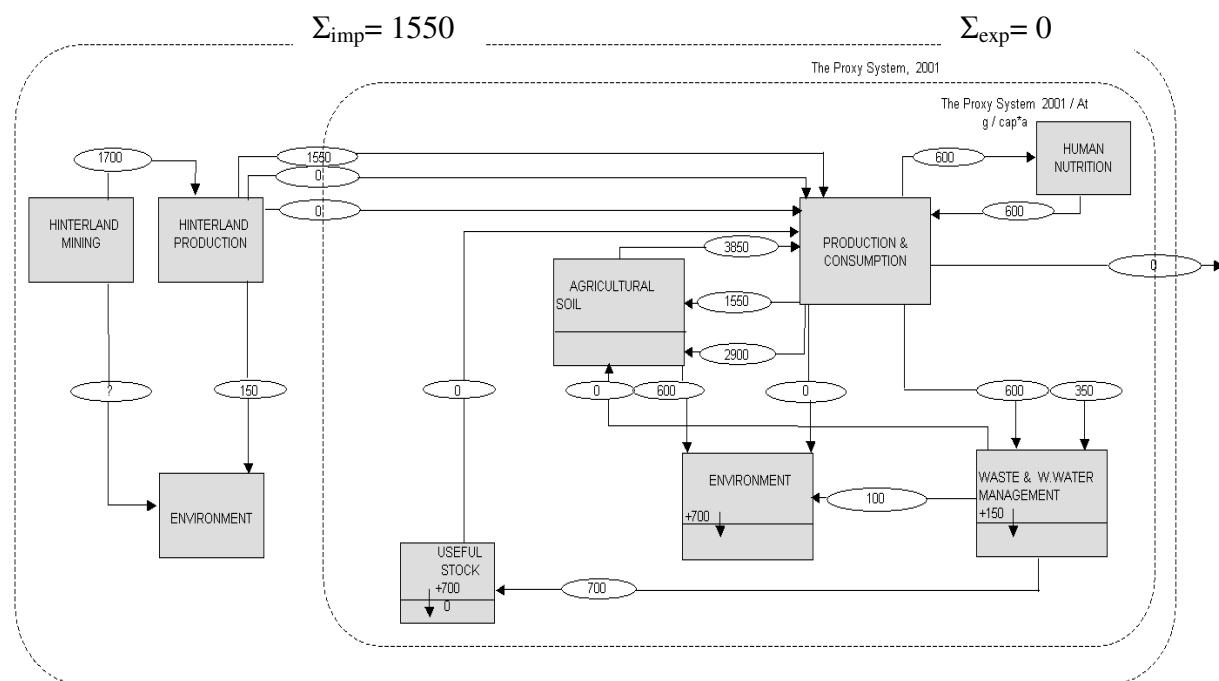 Σimp= 1550
Σexp= 0
The Proxy System, 2001
The Proxy System 2001 / At
g / cap*a
1700
1550
0
0
600
HUMAN
NUTRITION
600
HINTERLAND
MINING
HINTERLAND
PRODUCTION
PRODUCTION &
CONSUMPTION
3850
0
AGRICULTURAL
SOIL
1550
2900
?
150
0
0
600
0
600
350
ENVIRONMENT
ENVIRONMENT
+700
100
WASTE & W.WATER
MANAGEMENT
+150
USEFUL
STOCK
+700
0
700